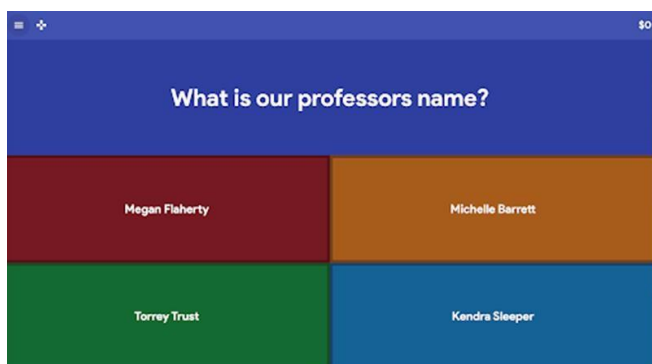 $0
What is our professors name?
Megan Flaherty
Michelle Barrett
Torrey Trust
Kendra Sleeper